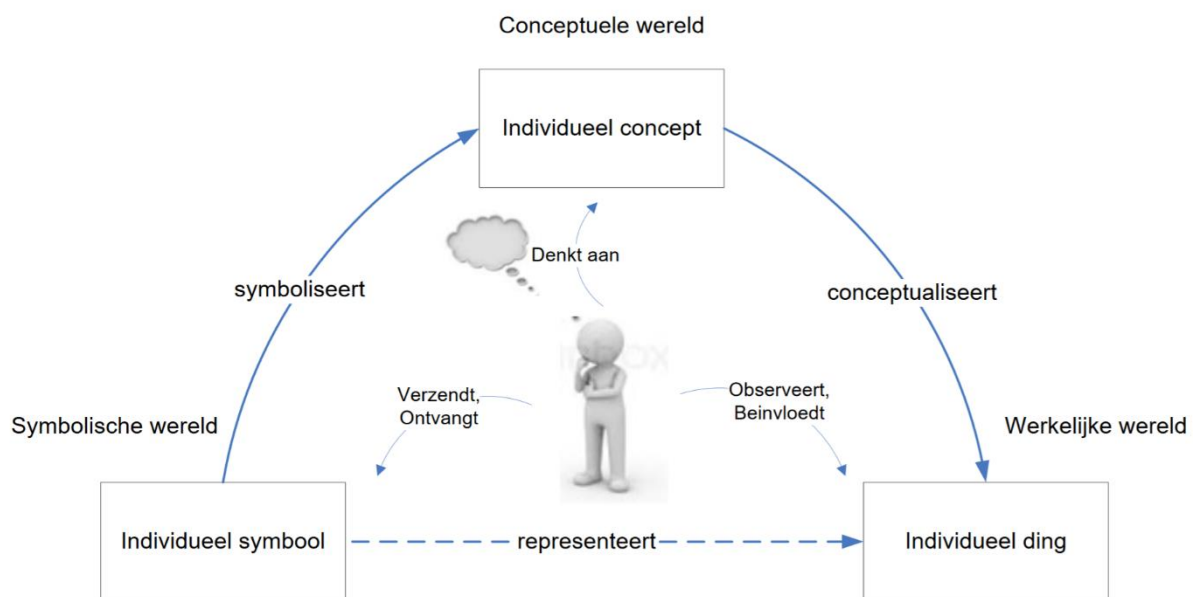 Conceptuele wereld
Individueel concept
Denkt aan
symboliseert
conceptualiseert
Verzendt,
Ontvangt
Observeert,
Beinvloedt
Symbolische wereld
Werkelijke wereld
Individueel symbool
representeert
Individueel ding